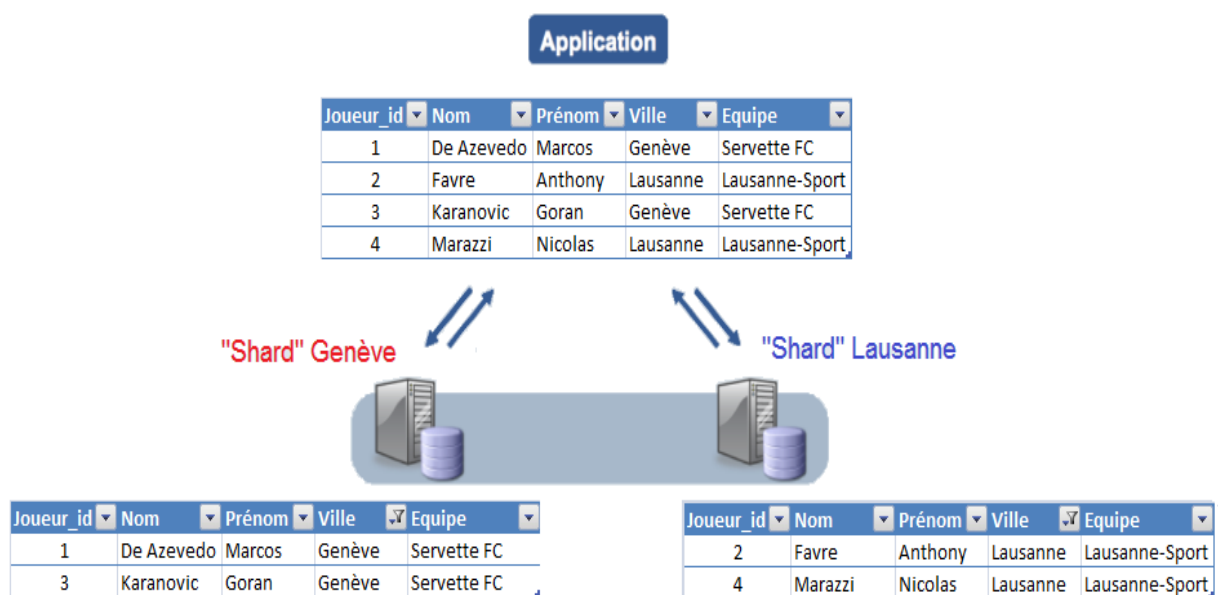 Application
Joueur_id Nom Prénom Ville Equipe
1 De Azevedo Marcos Genève Servette FC
2 Favre Anthony Lausanne Lausanne-Sport
3 Karanovic Goran Genève Servette FC
4 Marazzi Nicolas Lausanne Lausanne-Sport
"Shard" Genève
"Shard" Lausanne
Joueur_id Nom Prénom Ville Equipe
1 De Azevedo Marcos Genève Servette FC
3 Karanovic Goran Genève Servette FC
Joueur_id Nom Prénom Ville Equipe
2 Favre Anthony Lausanne Lausanne-Sport
4 Marazzi Nicolas Lausanne Lausanne-Sport